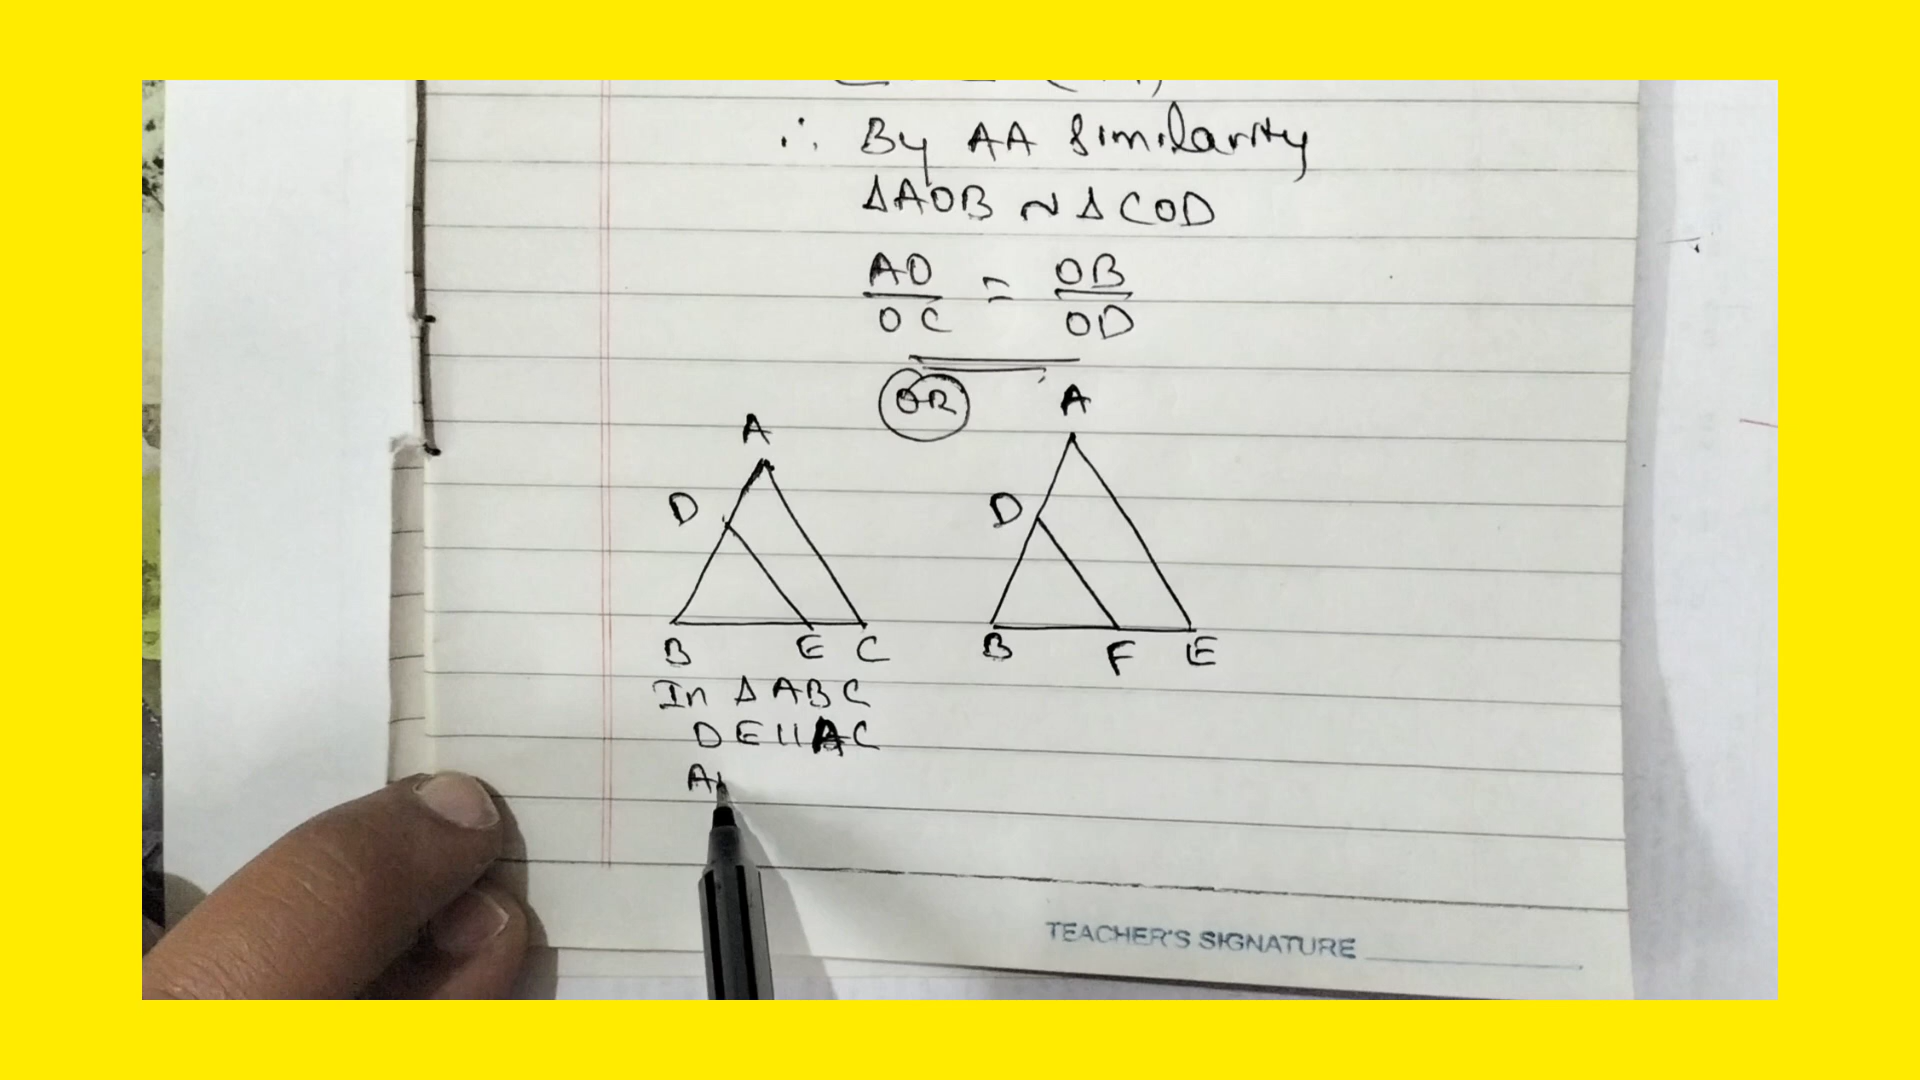 ∴ By AA Similarity
ΔAOB ~ ΔCOD
AO/OC = OB/OD
OR
A A
D D
B E C B F E
In ΔABC
DE||AC
A
TEACHER'S SIGNATURE